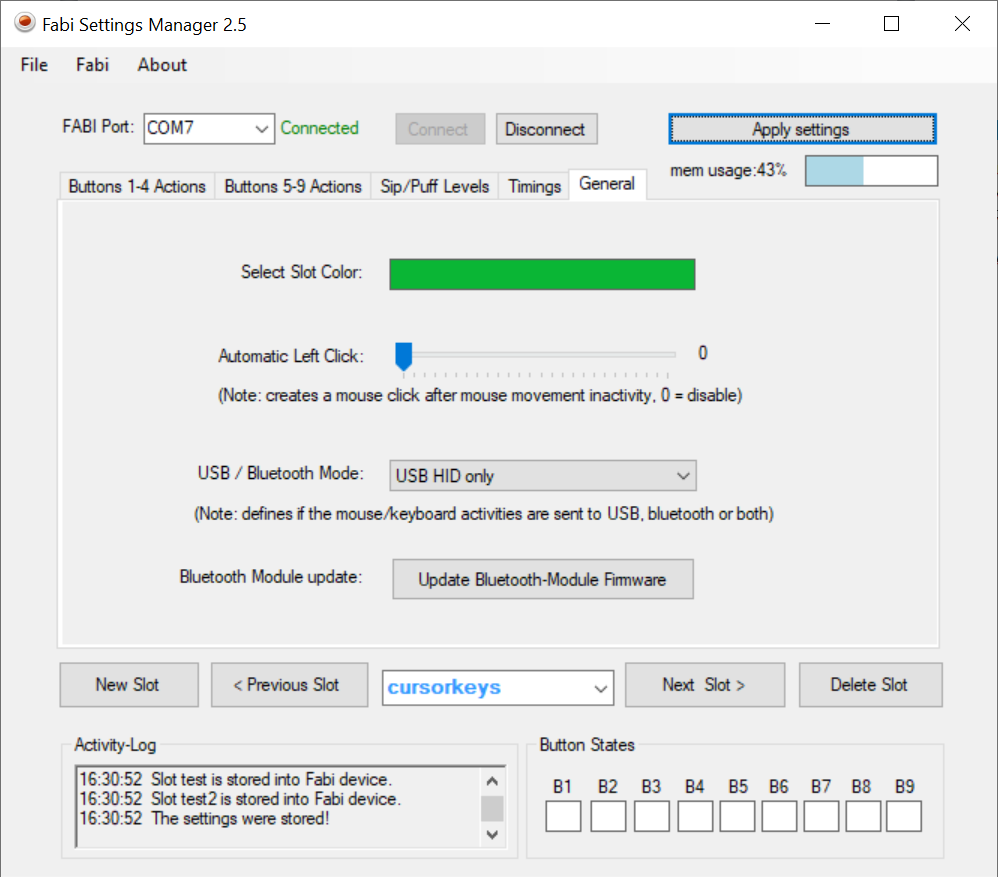 Fabi Settings Manager 2.5
File Fabi About
FABI Port: COM7 Connected Connect Disconnect Apply settings
mem usage:43%
Buttons 1-4 Actions Buttons 5-9 Actions Sip/Puff Levels Timings General
Select Slot Color:
Automatic Left Click: 0
(Note: creates a mouse click after mouse movement inactivity, 0 = disable)
USB / Bluetooth Mode: USB HID only
(Note: defines if the mouse/keyboard activities are sent to USB, bluetooth or both)
Bluetooth Module update: Update Bluetooth-Module Firmware
New Slot < Previous Slot cursorkeys Next Slot > Delete Slot
Activity-Log
16:30:52 Slot test is stored into Fabi device.
16:30:52 Slot test2 is stored into Fabi device.
16:30:52 The settings were stored!
Button States
B1 B2 B3 B4 B5 B6 B7 B8 B9